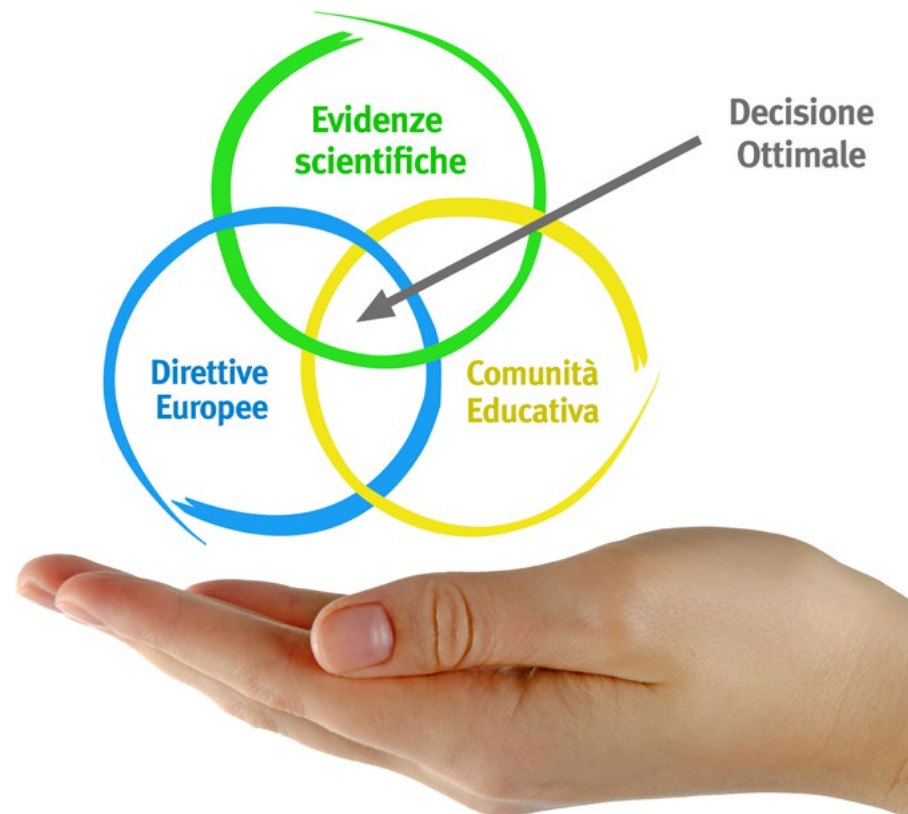 Evidenze
scientifiche
Decisione
Ottimale
Direttive
Europee
Comunità
Educativa